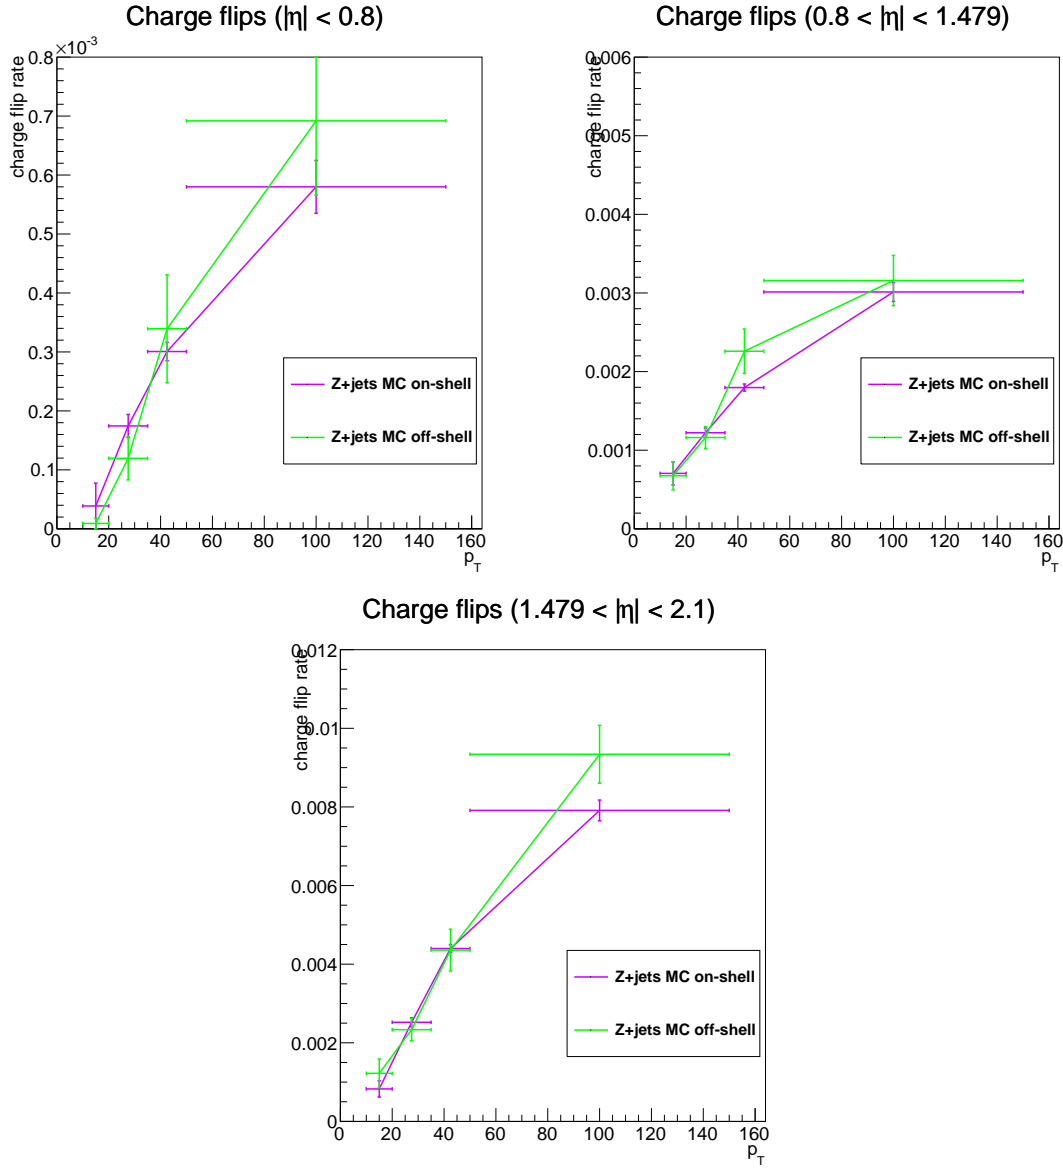 Charge flips (|η| < 0.8)
×10⁻³
charge flip rate
0.8
0.7
0.6
0.5
0.4
0.3
0.2
0.1
0
0 20 40 60 80 100 120 140 160
p_T
Z+jets MC on-shell
Z+jets MC off-shell
Charge flips (0.8 < |η| < 1.479)
charge flip rate
0.006
0.005
0.004
0.003
0.002
0.001
0
0 20 40 60 80 100 120 140 160
p_T
Z+jets MC on-shell
Z+jets MC off-shell
Charge flips (1.479 < |η| < 2.1)
charge flip rate
0.012
0.01
0.008
0.006
0.004
0.002
0
0 20 40 60 80 100 120 140 160
p_T
Z+jets MC on-shell
Z+jets MC off-shell